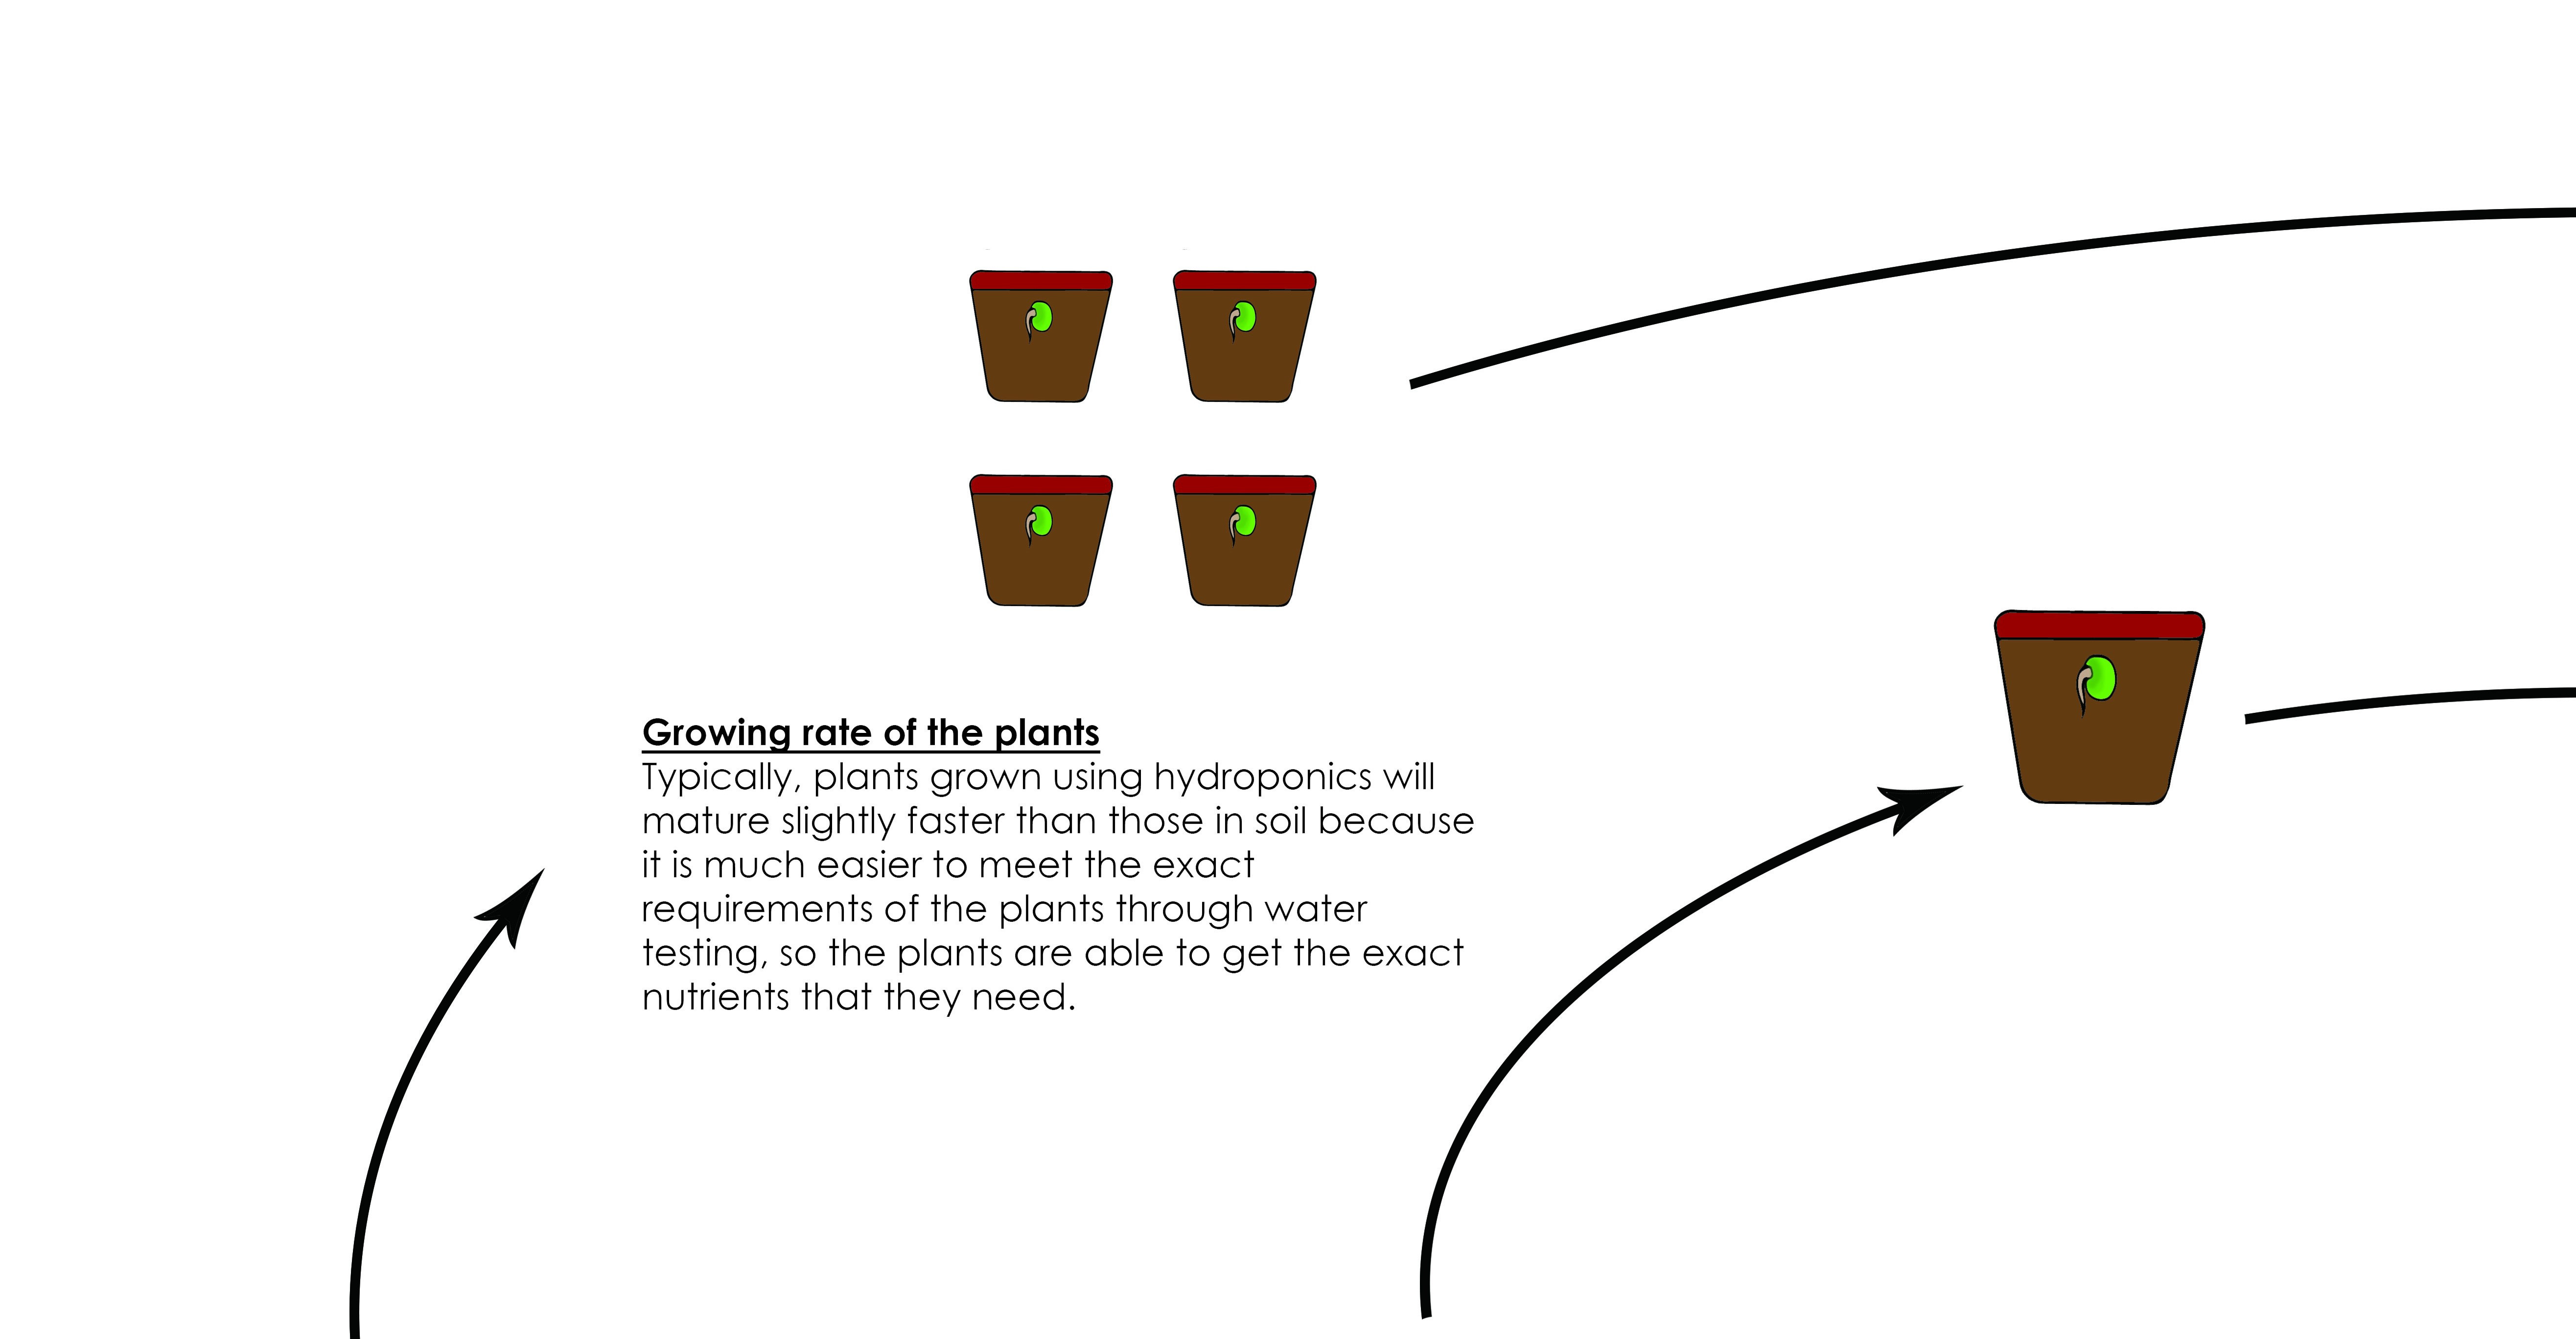 Growing rate of the plants
Typically, plants grown using hydroponics will
mature slightly faster than those in soil because
it is much easier to meet the exact
requirements of the plants through water
testing, so the plants are able to get the exact
nutrients that they need.